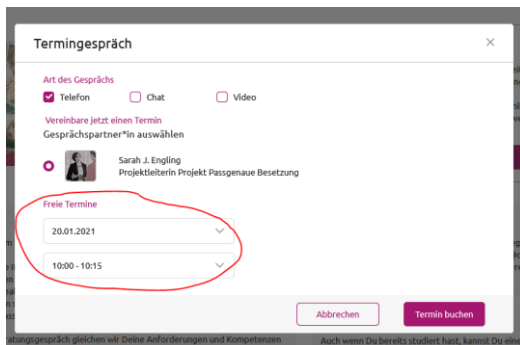 Termingespräch
Art des Gesprächs
Telefon
Chat
Video
Vereinbare jetzt einen Termin
Gesprächspartner*in auswählen
Sarah J. Engling
Projektleiterin Projekt Passgenaue Besetzung
Freie Termine
20.01.2021
10:00 - 10:15
Abbrechen
Termin buchen
atungsgespräch gleichen wir Deine Anforderungen und Kompetenzen
Auch wenn Du bereits studiert hast, kannst Du eine